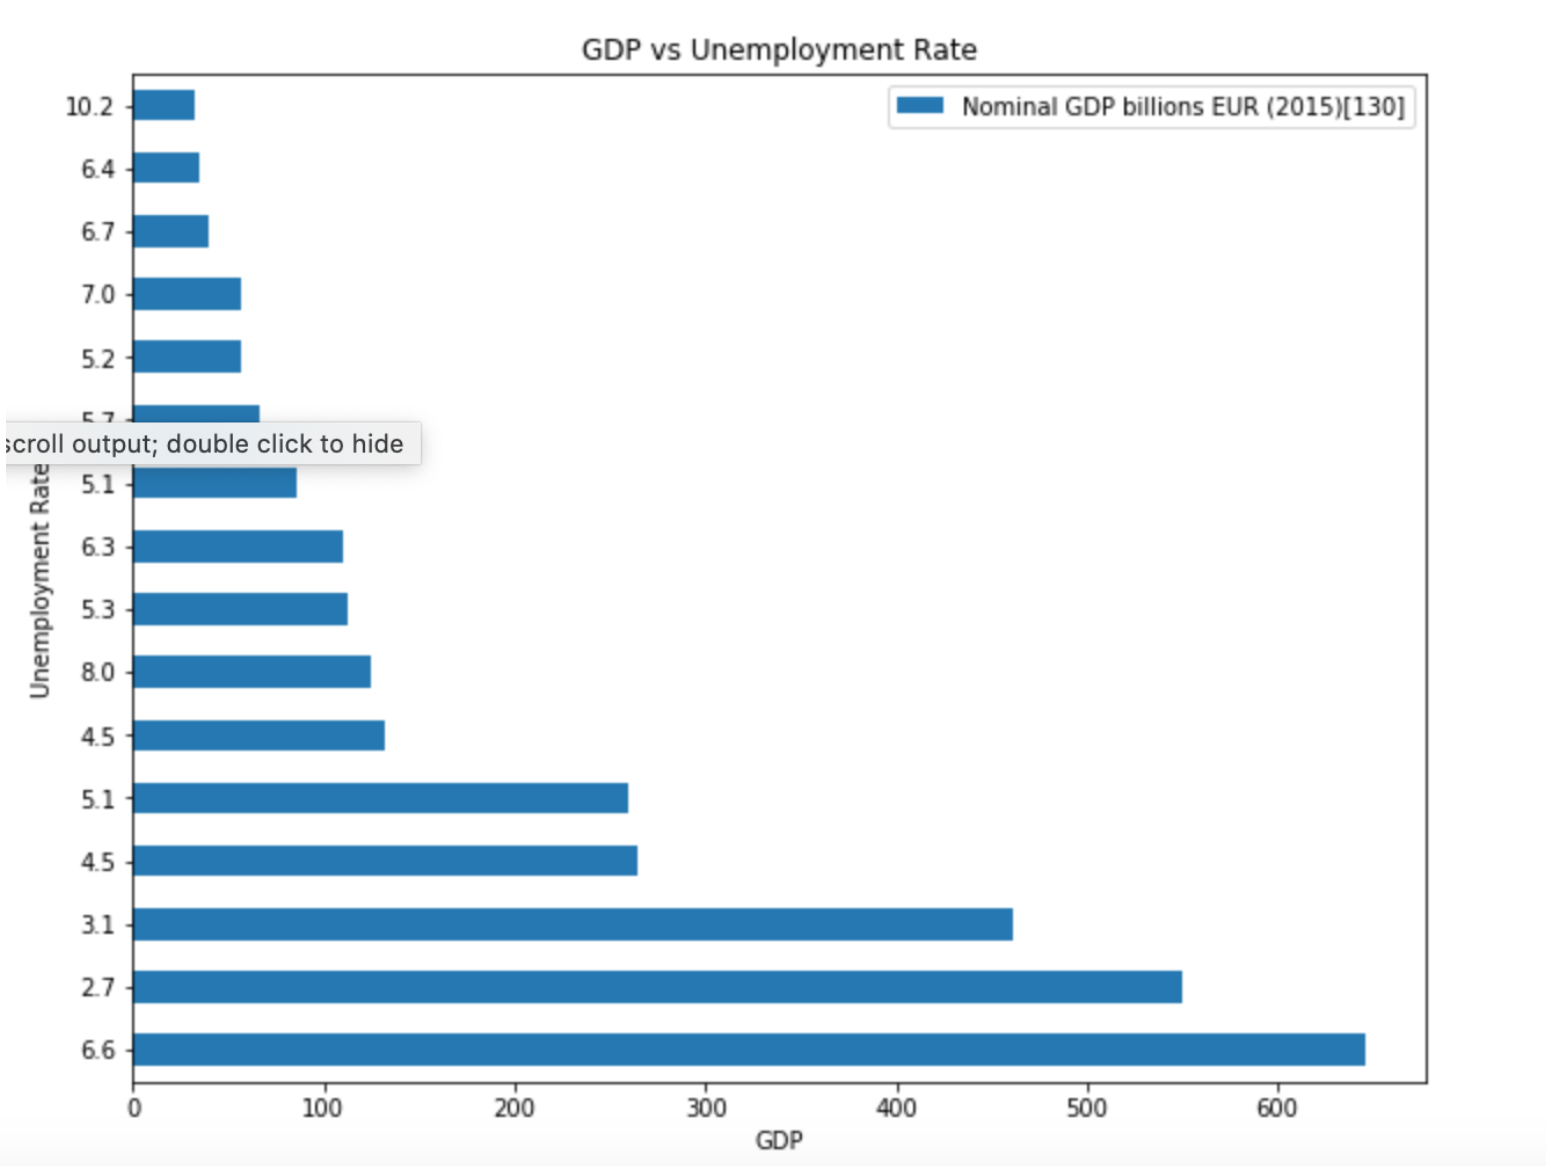 GDP vs Unemployment Rate
Nominal GDP billions EUR (2015)[130]
10.2
6.4
6.7
7.0
5.2
5.7
scroll output; double click to hide
5.1
6.3
5.3
8.0
4.5
5.1
4.5
3.1
2.7
6.6
Unemployment Rate
0 100 200 300 400 500 600
GDP